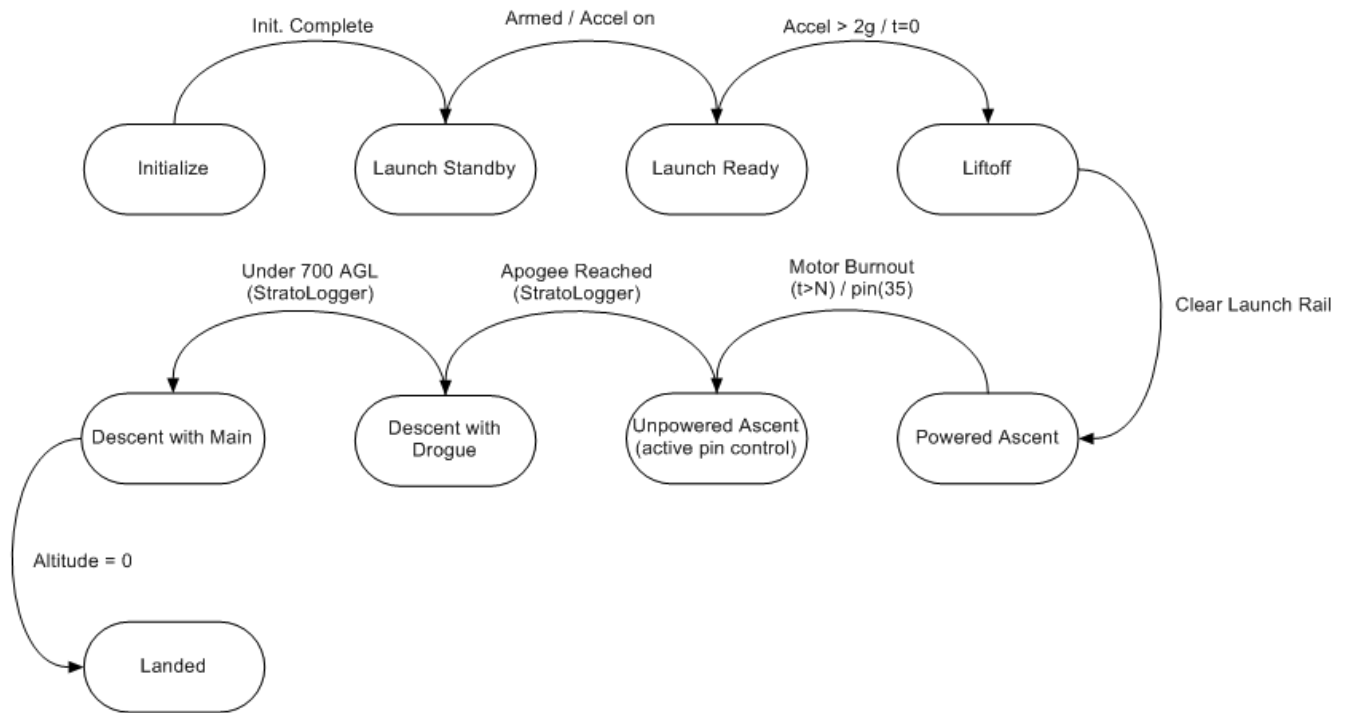 Init. Complete
Armed / Accel on
Accel > 2g / t=0
Initialize
Launch Standby
Launch Ready
Liftoff
Clear Launch Rail
Under 700 AGL
(StratoLogger)
Apogee Reached
(StratoLogger)
Motor Burnout
(t>N) / pin(35)
Descent with Main
Descent with
Drogue
Unpowered Ascent
(active pin control)
Powered Ascent
Altitude = 0
Landed